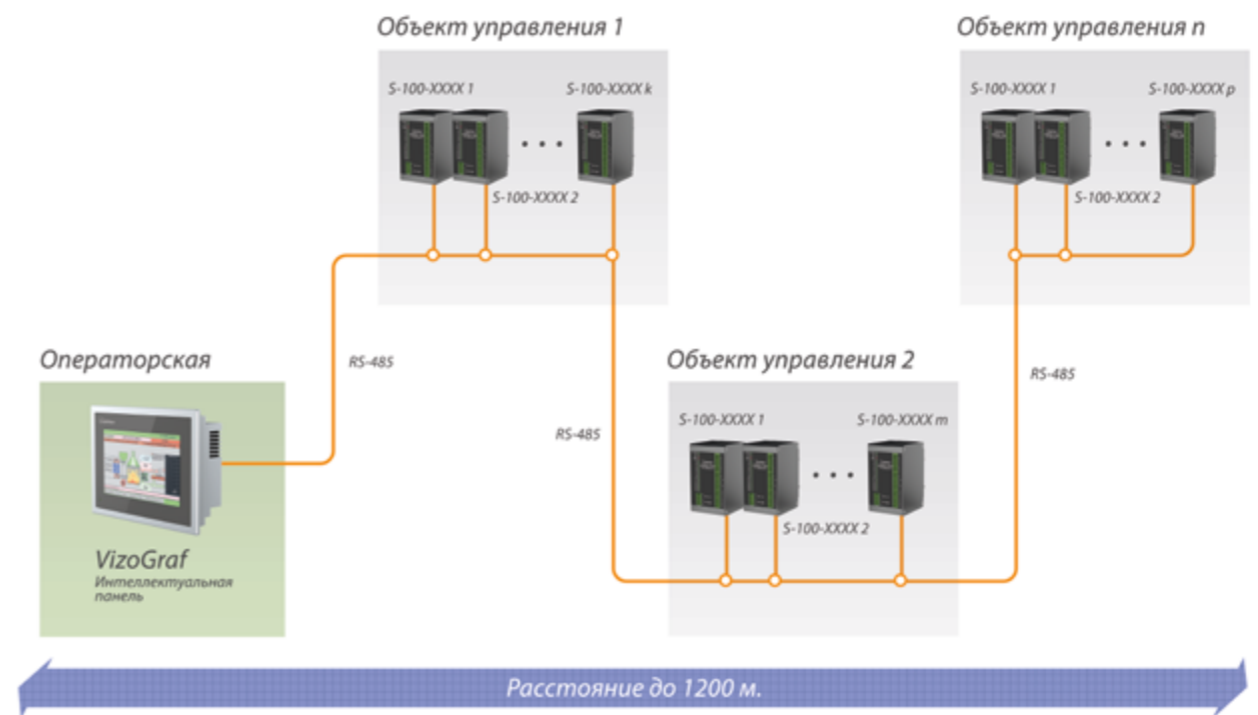 Объект управления 1
Объект управления n
S-100-XXXX 1
S-100-XXXX k
S-100-XXXX 2
S-100-XXXX 1
S-100-XXXX p
S-100-XXXX 2
Операторская
RS-485
VizoGraf
Интеллектуальная
панель
Объект управления 2
RS-485
RS-485
S-100-XXXX 1
S-100-XXXX m
S-100-XXXX 2
Расстояние до 1200 м.